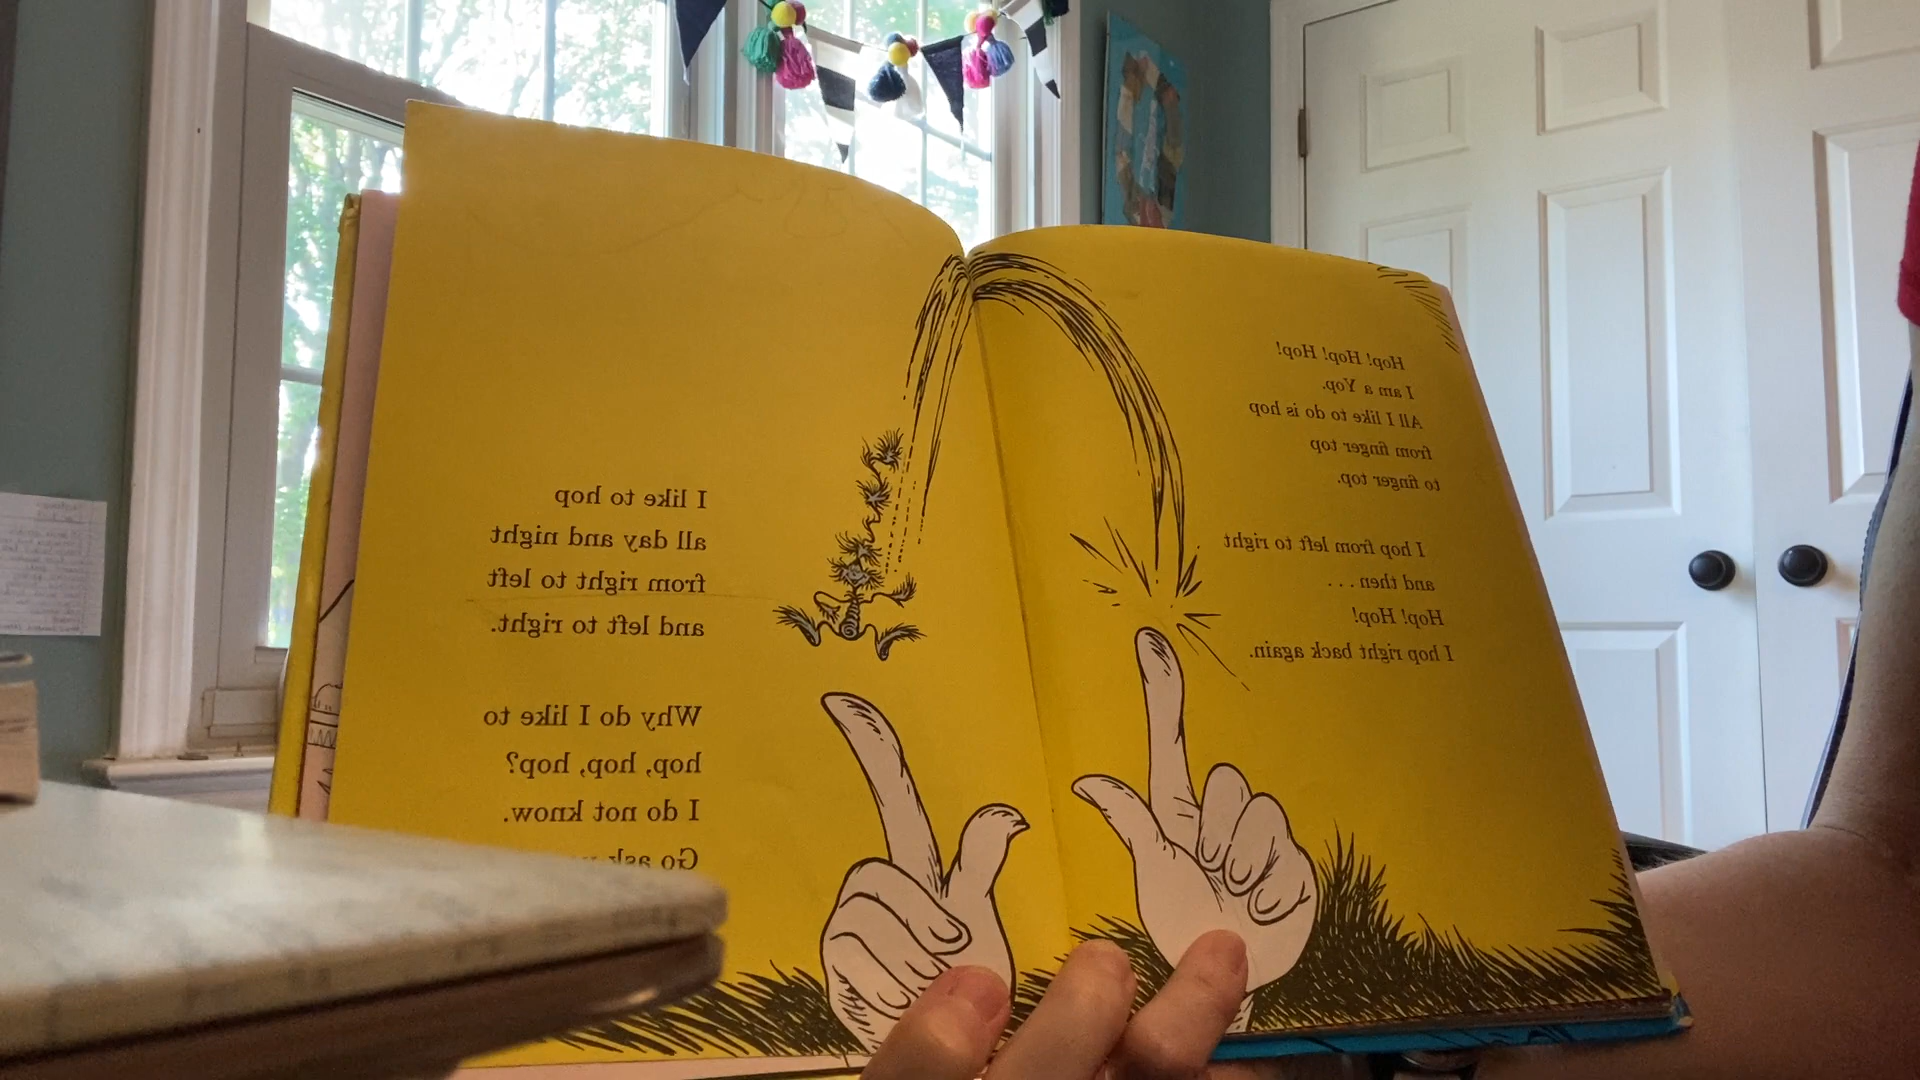 Hop! Hop! Hop!
I am a Yop.
All I like to do is hop
from finger top
to finger top.
I hop from left to right
and then . . .
Hop! Hop!
I hop right back again.
I like to hop
all day and night
from right to left
and left to right.
Why do I like to
hop, hop, hop?
I do not know.
Go ask